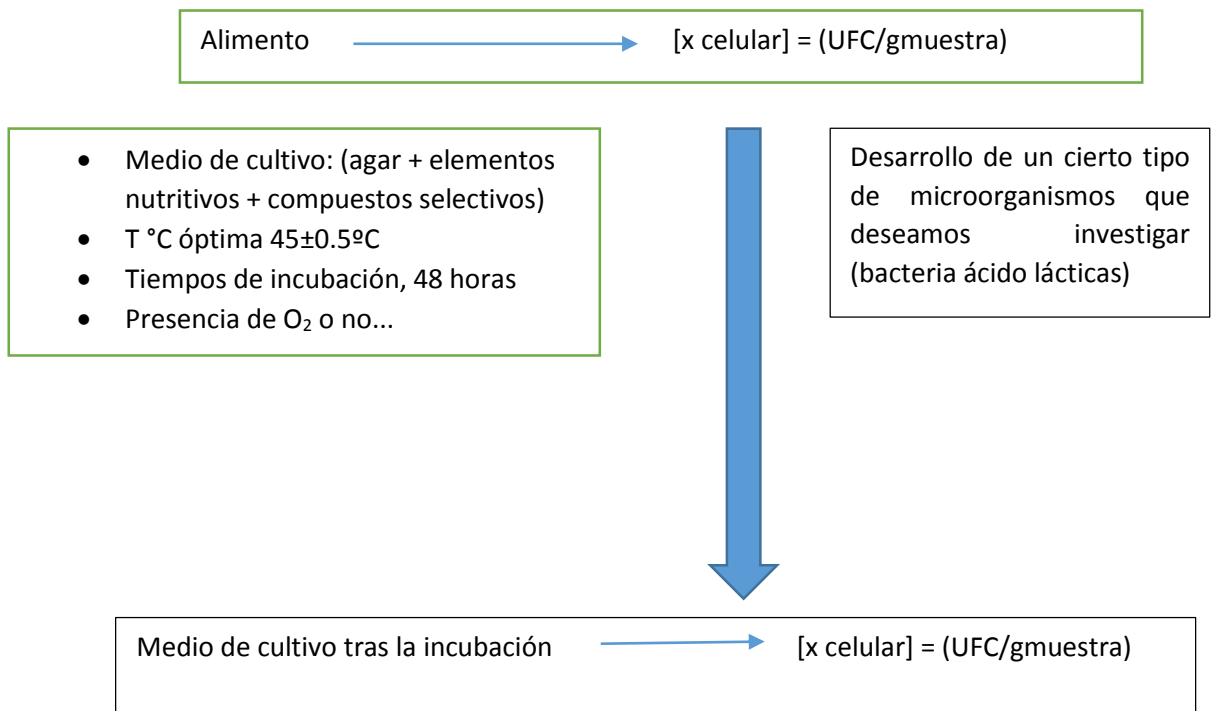 Alimento [x celular] = (UFC/gmuestra)
• Medio de cultivo: (agar + elementos
nutritivos + compuestos selectivos)
• T °C óptima 45±0.5ºC
• Tiempos de incubación, 48 horas
• Presencia de O₂ o no...
Desarrollo de un cierto tipo
de microorganismos que
deseamos investigar
(bacteria ácido lácticas)
Medio de cultivo tras la incubación [x celular] = (UFC/gmuestra)